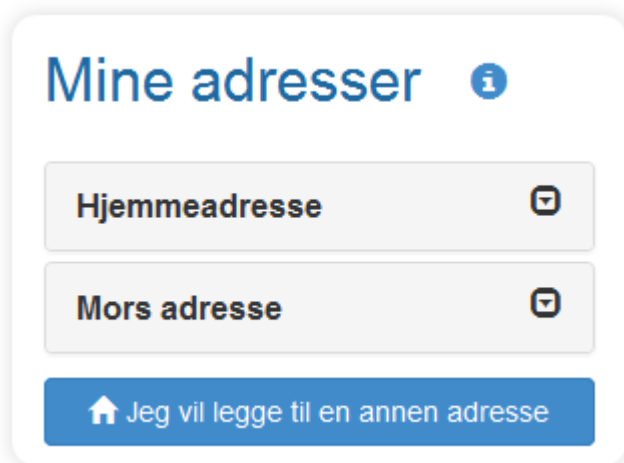 Mine adresser
Hjemmeadresse
Mors adresse
Jeg vil legge til en annen adresse